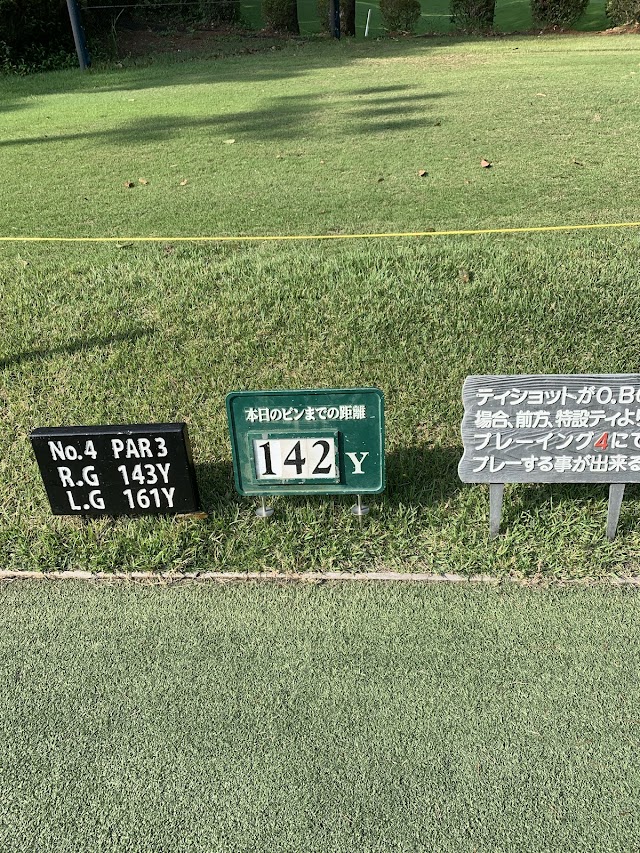 No.4 PAR3
R.G 143Y
L.G 161Y
本日のピンまでの距離
142 Y
ティショットがO.B
場合、前方、特設ティよ
プレーイング4にて
プレーする事が出来る